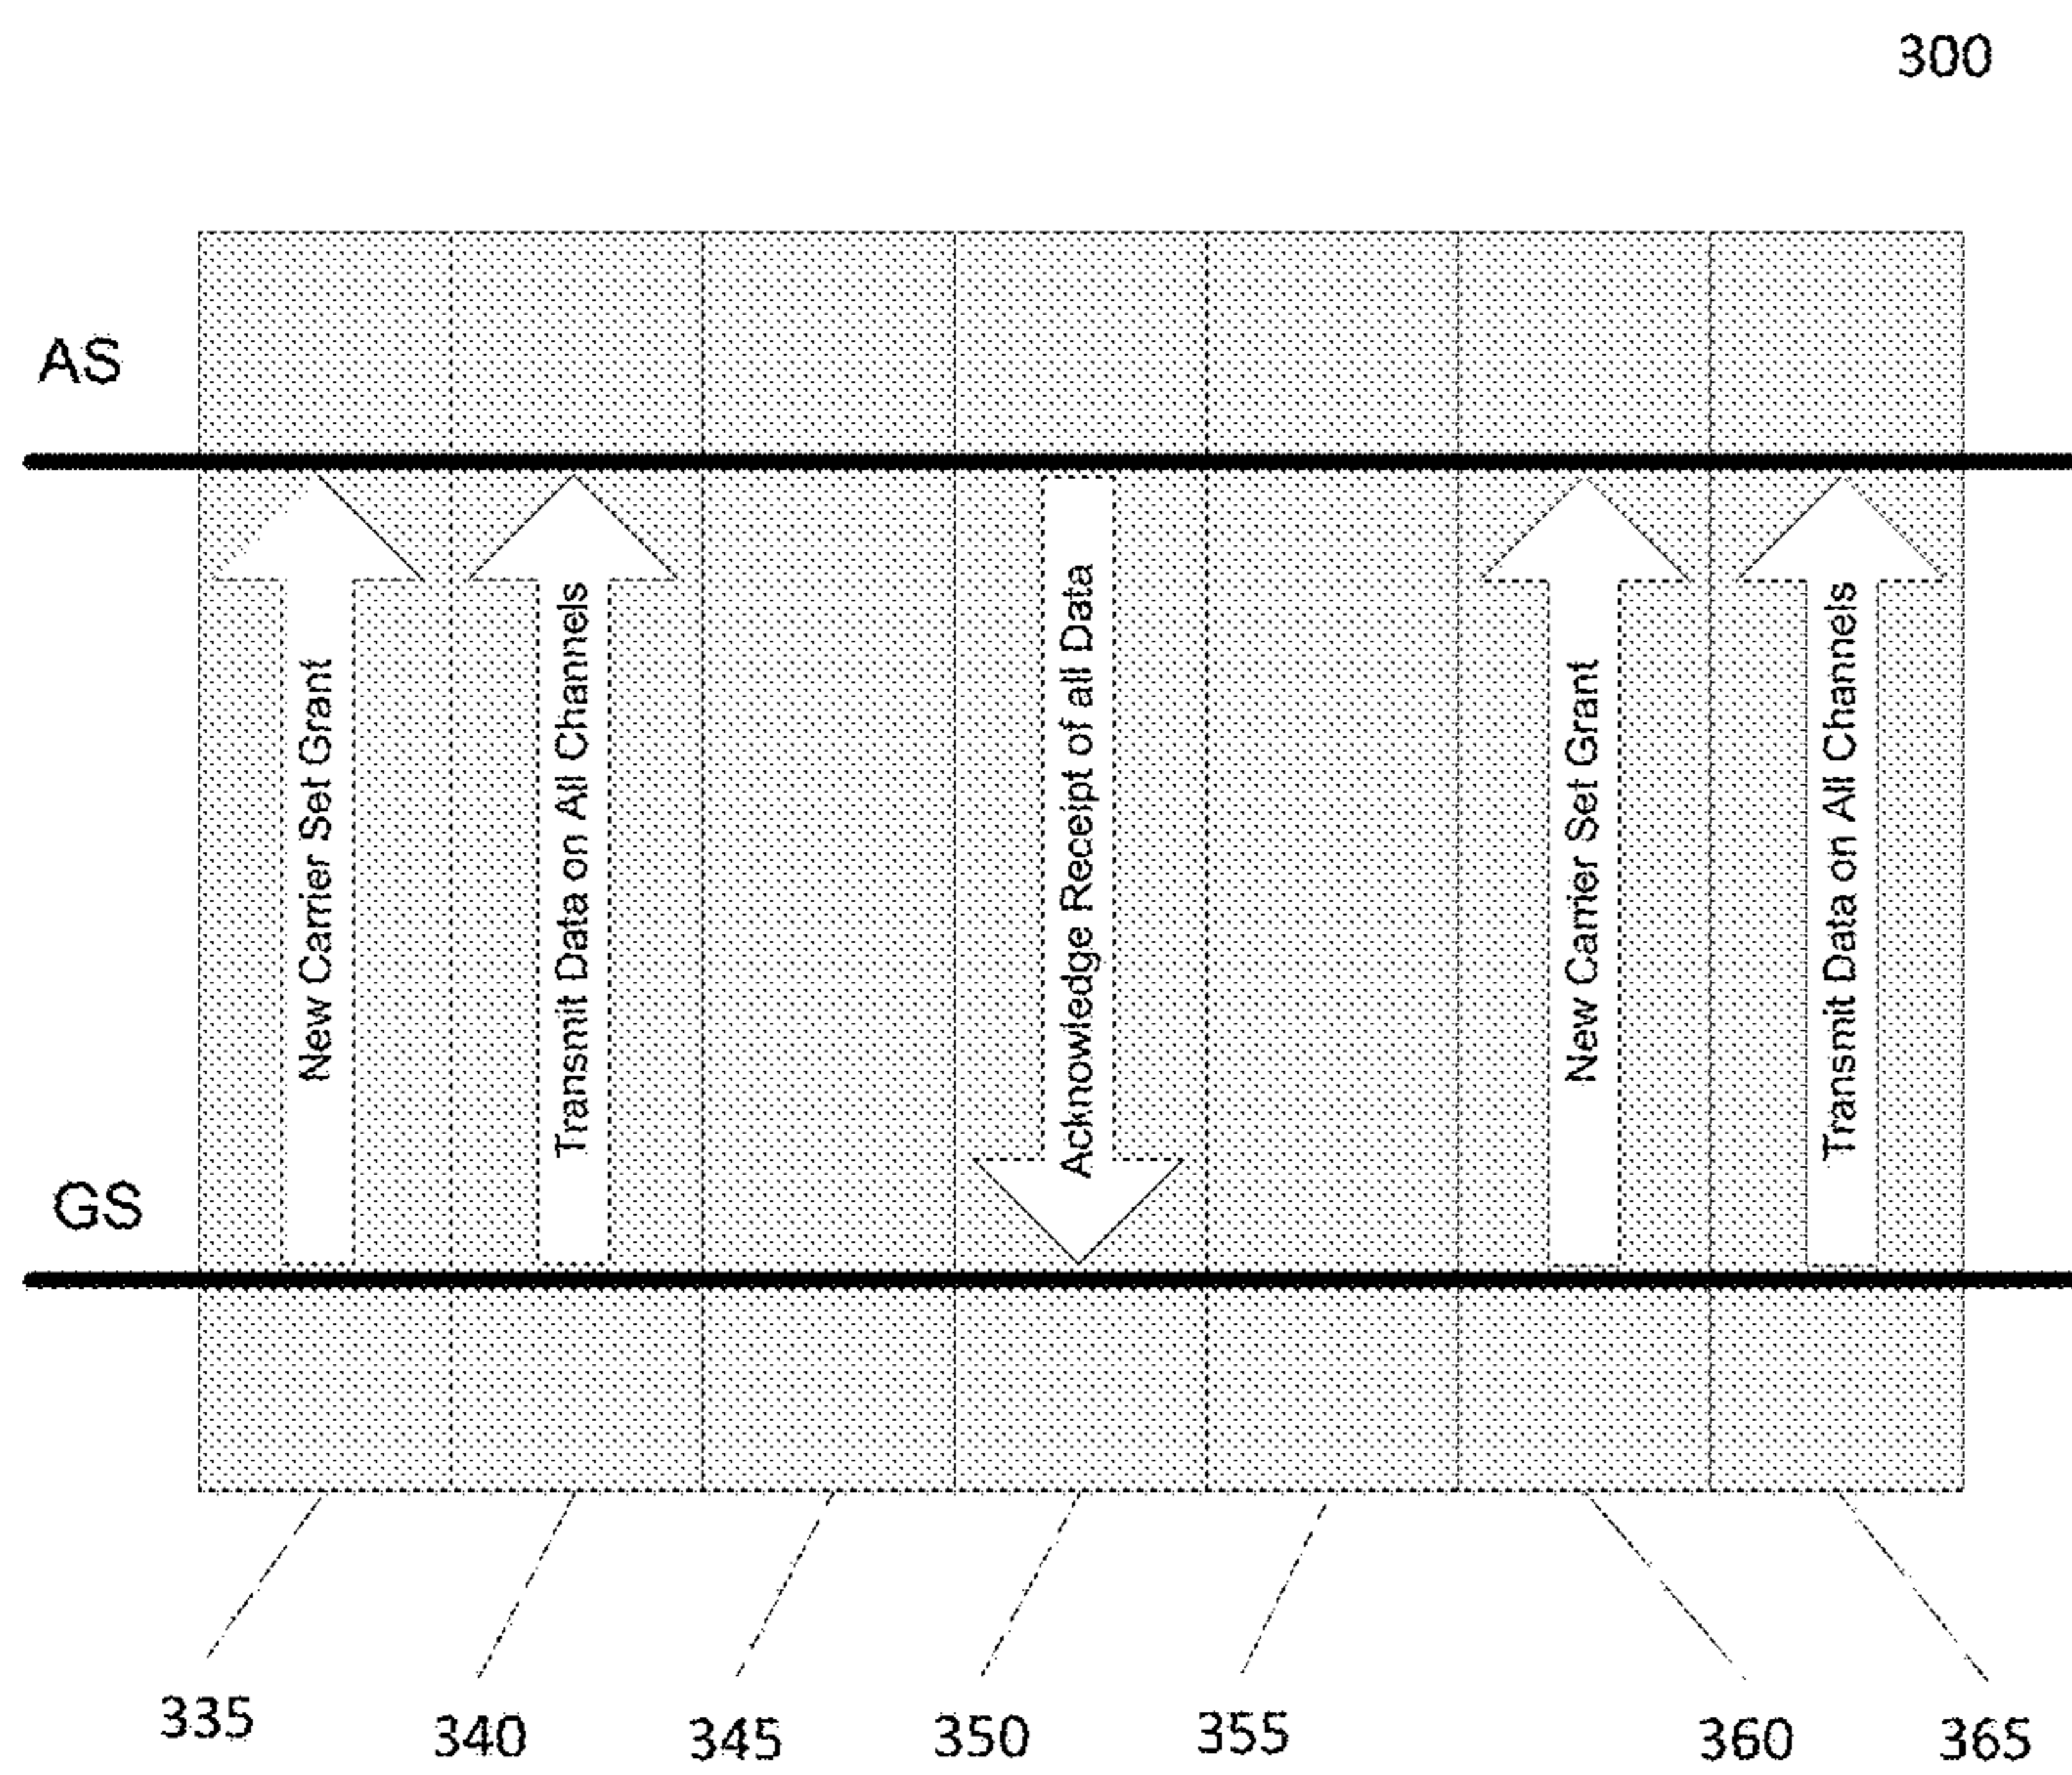 300
AS
New Carrier Set Grant
Transmit Data on All Channels
Acknowledge Receipt of all Data
New Carrier Set Grant
Transmit Data on All Channels
GS
335
340
345
350
355
360
365